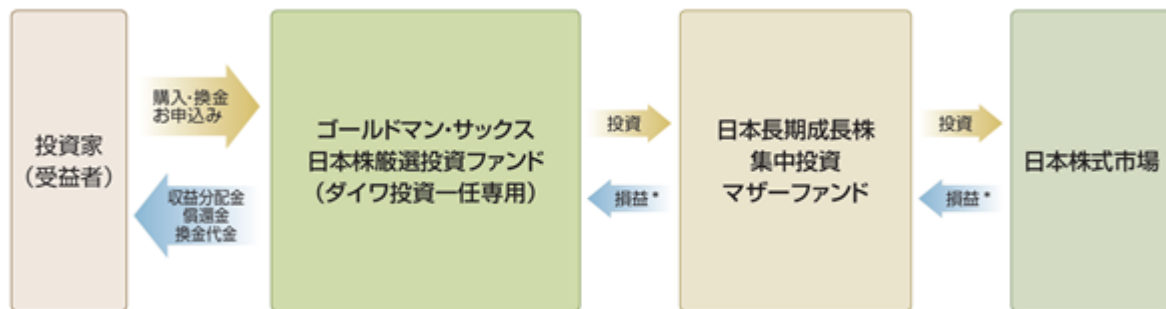 投資家
(受益者)
購入・換金
お申込み
収益分配金
償還金
換金代金
ゴールドマン・サックス
日本株厳選投資ファンド
(ダイワ投資一任専用)
投資
損益*
日本長期成長株
集中投資
マザーファンド
投資
損益*
日本株式市場